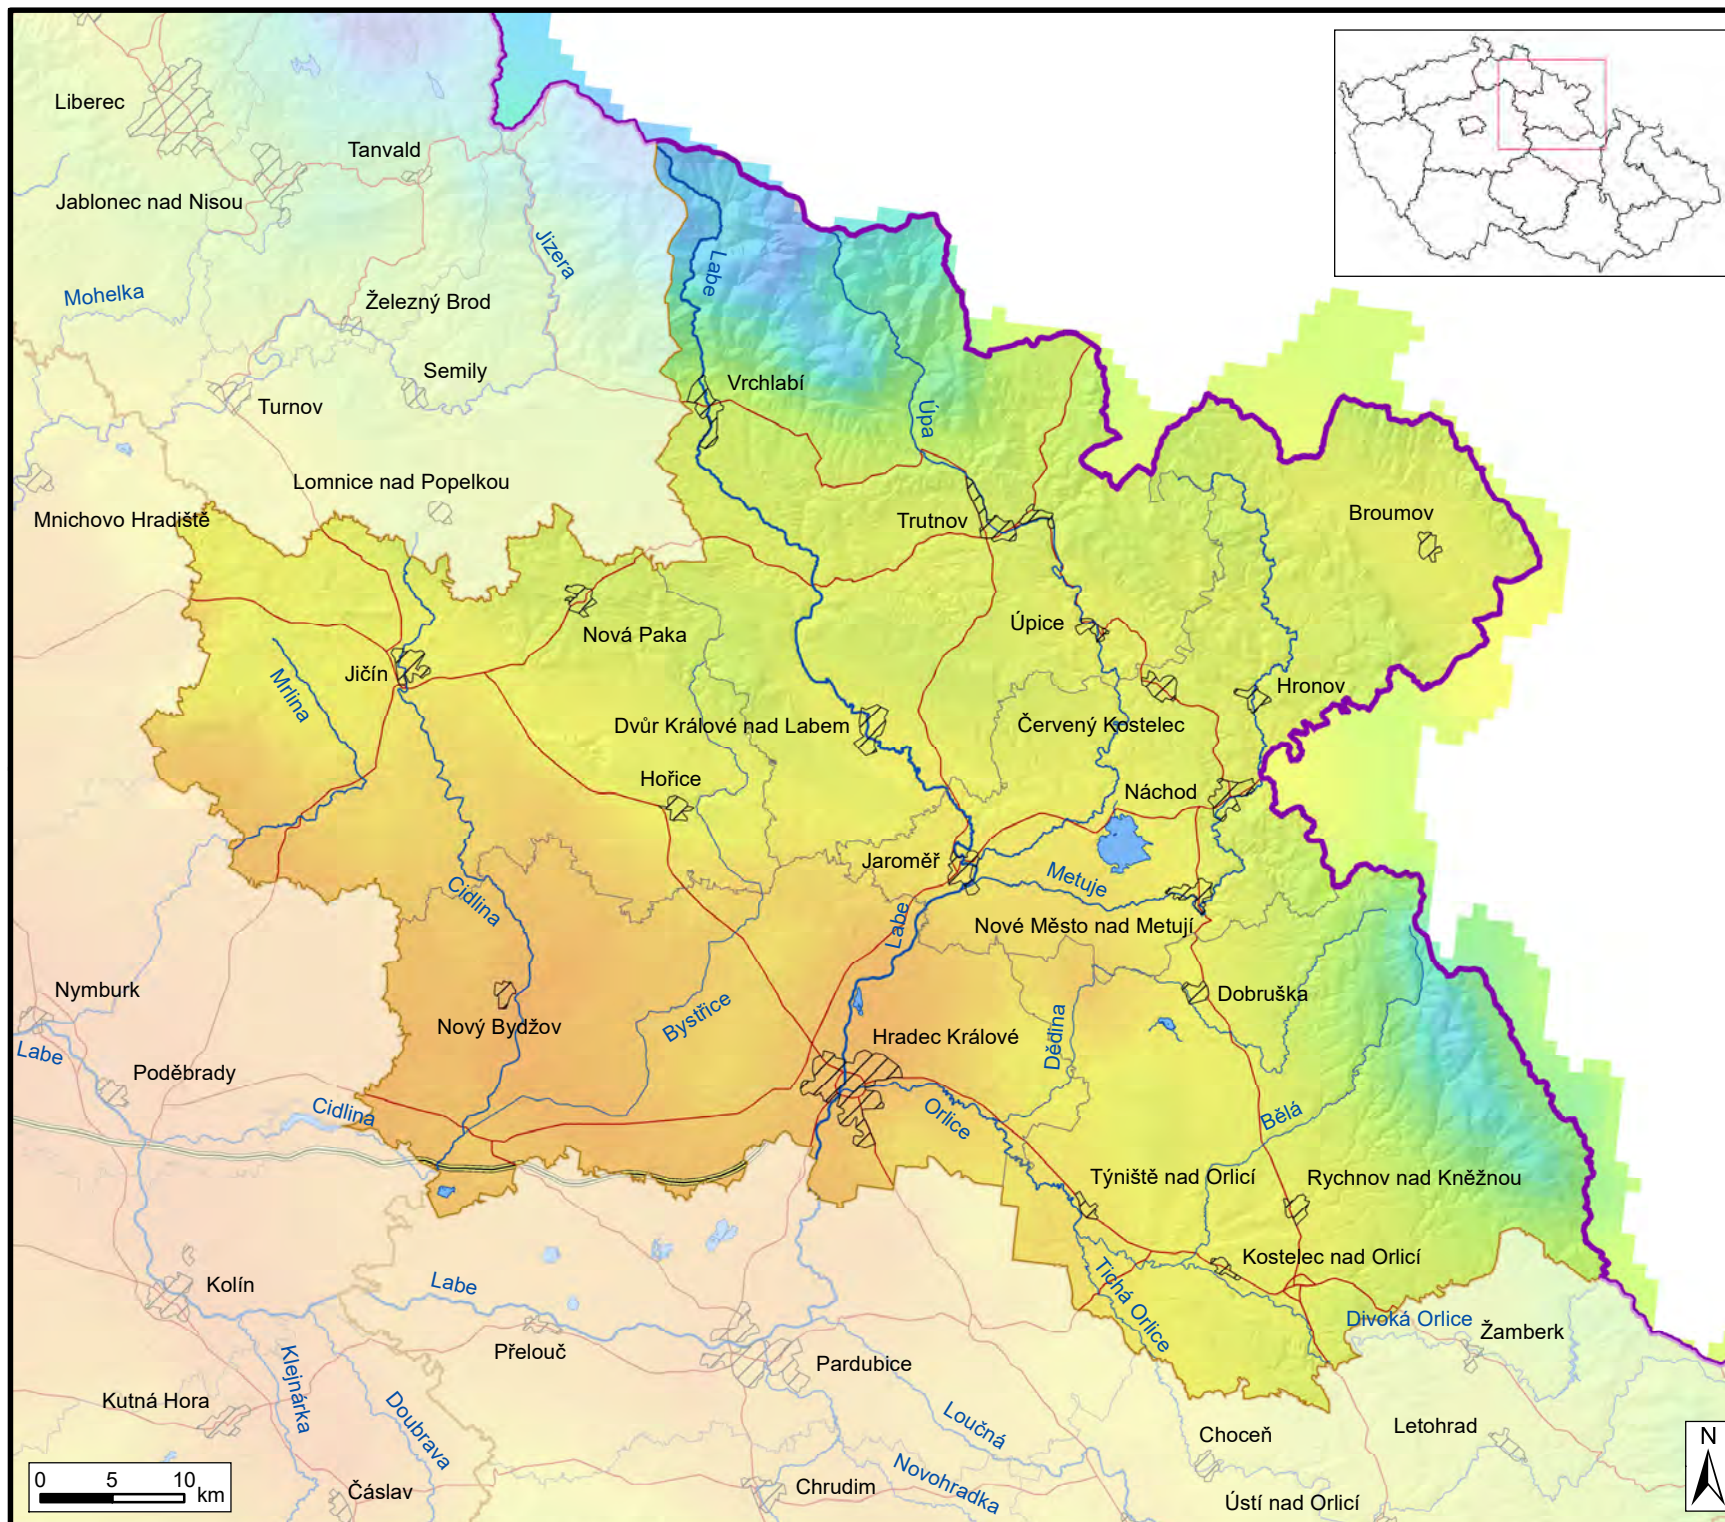 Liberec
Tanvald
Jablonec nad Nisou
Jizera
Labe
Mohelka
Železný Brod
Semily
Vrchlabí
Turnov
Úpa
Lomnice nad Popelkou
Mnichovo Hradiště
Trutnov
Broumov
Úpice
Nová Paka
Jičín
Mrlina
Hronov
Dvůr Králové nad Labem
Červený Kostelec
Hořice
Náchod
Jaroměř
Metuje
Cidlina
Labe
Nové Město nad Metují
Nymburk
Dobruška
Nový Bydžov
Bystřice
Hradec Králové
Dědina
Labe
Poděbrady
Cidlina
Orlice
Bělá
Týniště nad Orlicí
Rychnov nad Kněžnou
Kostelec nad Orlicí
Kolín
Labe
Tichá Orlice
Divoká Orlice
Žamberk
Přelouč
Pardubice
Klejnárka
Kutná Hora
Doubrava
Loučná
Choceň
Letohrad
N
Novohradka
0 5 10
km
Čáslav
Chrudim
Ústí nad Orlicí